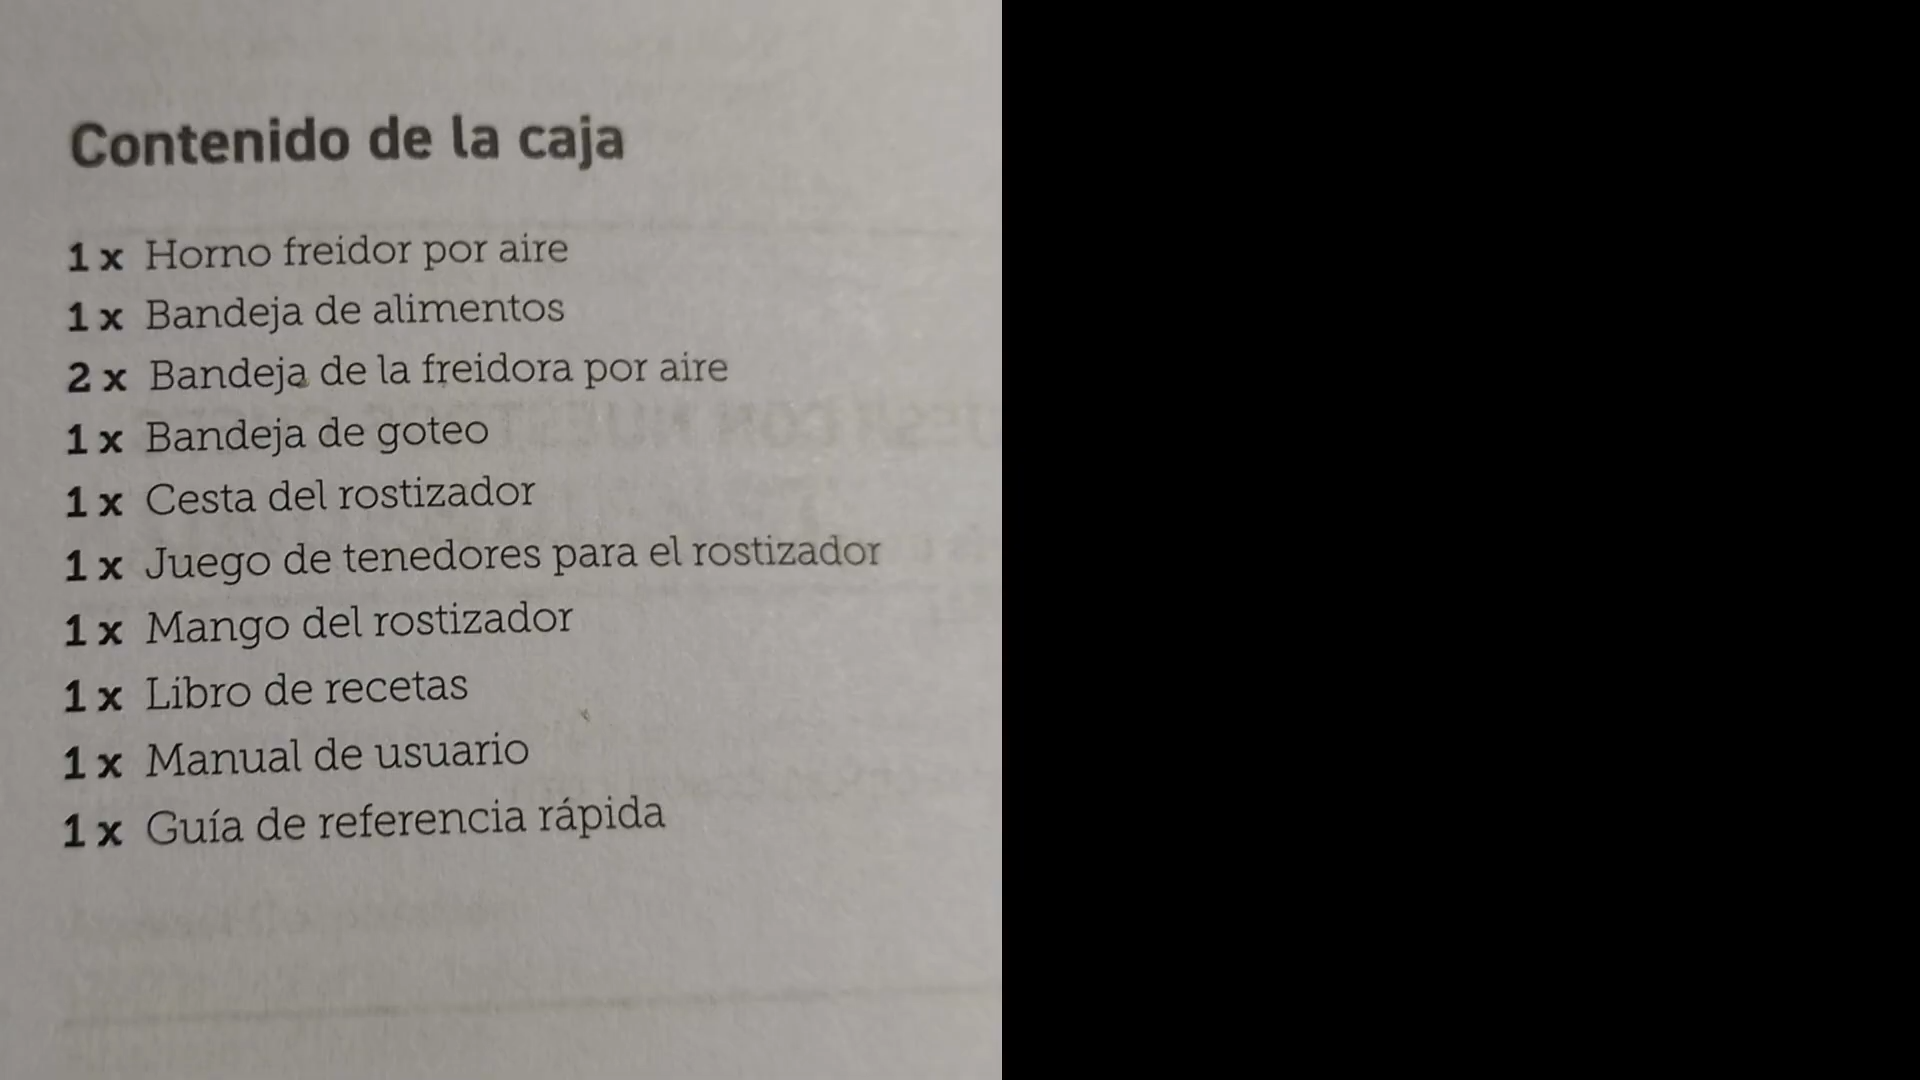 Contenido de la caja
1 x Horno freidor por aire
1 x Bandeja de alimentos
2 x Bandeja de la freidora por aire
1 x Bandeja de goteo
1 x Cesta del rostizador
1 x Juego de tenedores para el rostizador
1 x Mango del rostizador
1 x Libro de recetas
1 x Manual de usuario
1 x Guía de referencia rápida